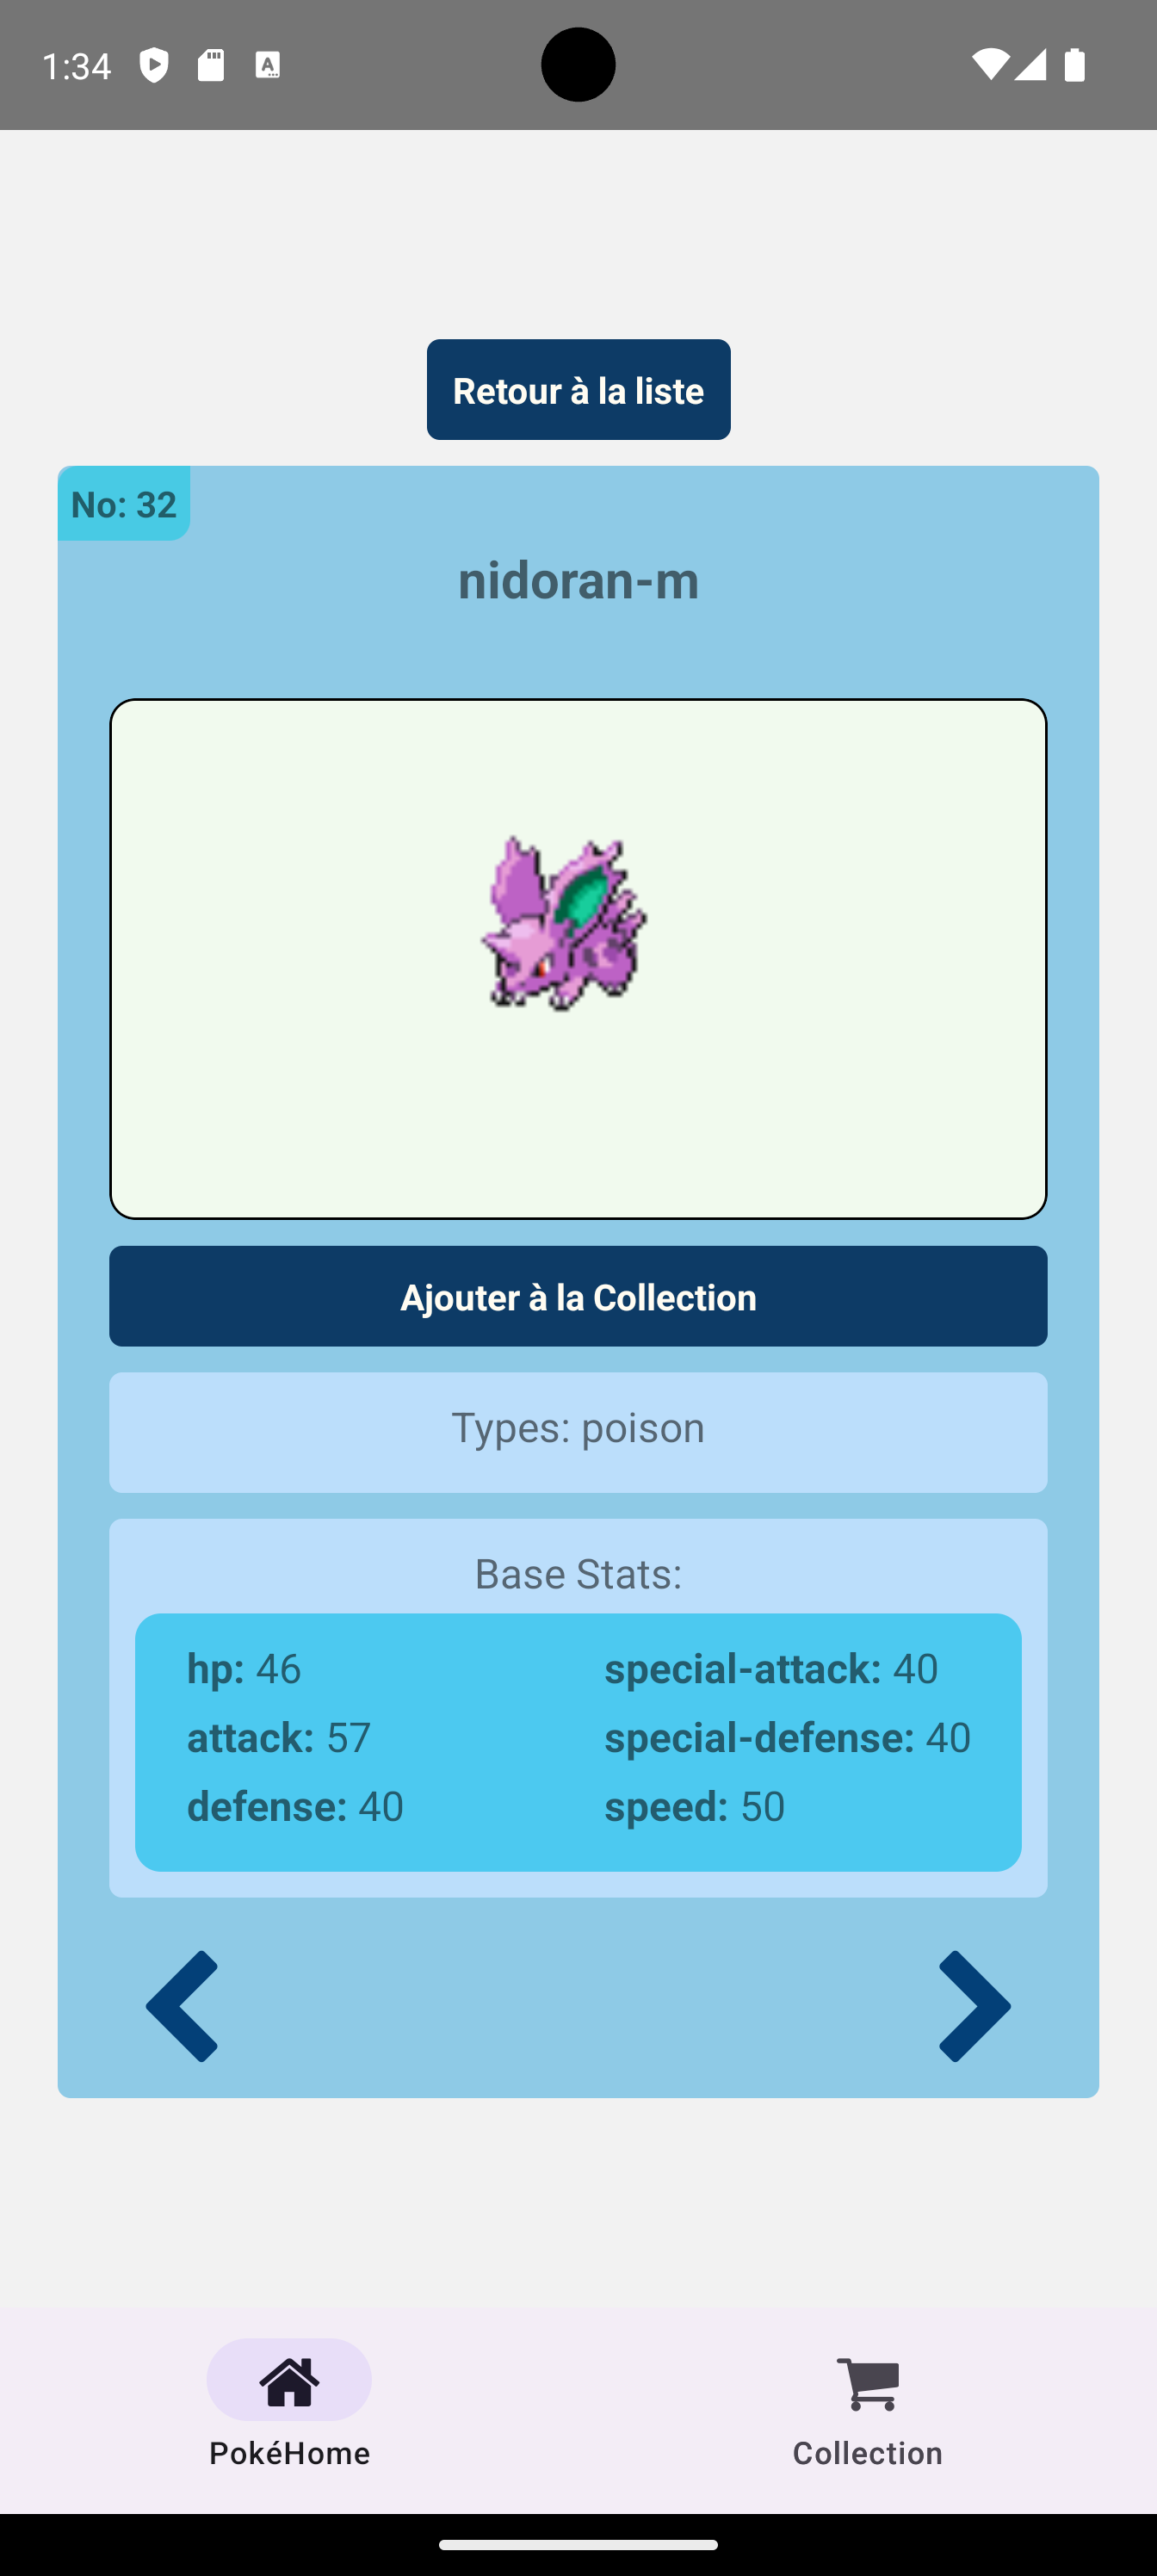 1:34
Retour à la liste
No: 32
nidoran-m
Ajouter à la Collection
Types: poison
Base Stats:
hp: 46
attack: 57
defense: 40
special-attack: 40
special-defense: 40
speed: 50
PokéHome
Collection